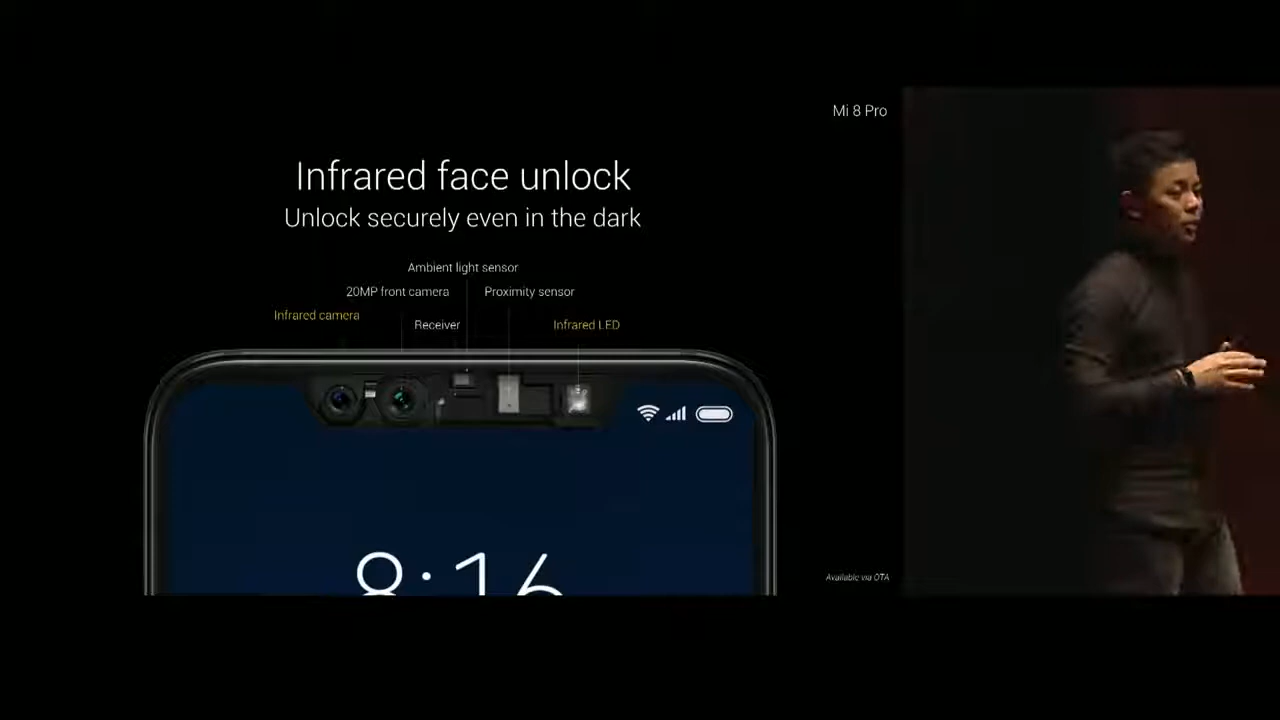 Mi 8 Pro
Infrared face unlock
Unlock securely even in the dark
Ambient light sensor
20MP front camera
Proximity sensor
Infrared camera
Receiver
Infrared LED
8:16
Available via OTA